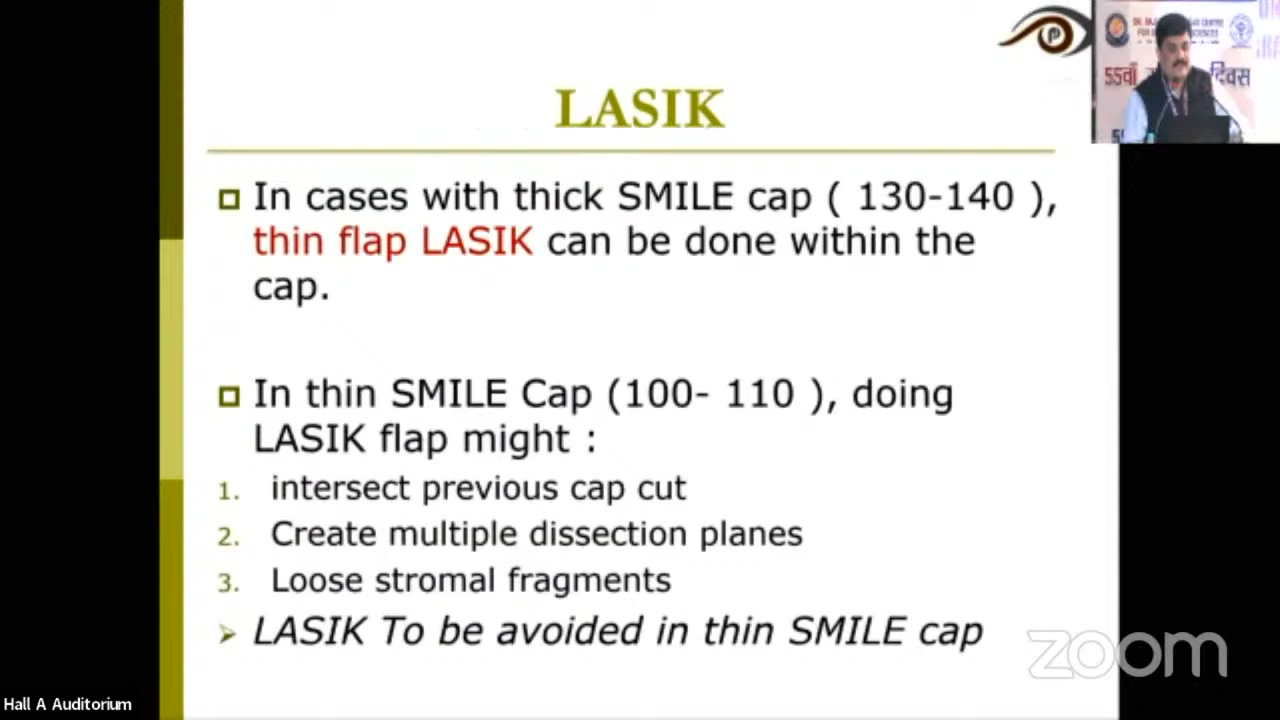 LASIK
In cases with thick SMILE cap ( 130-140 ),
thin flap LASIK can be done within the
cap.
In thin SMILE Cap (100- 110 ), doing
LASIK flap might :
1. intersect previous cap cut
2. Create multiple dissection planes
3. Loose stromal fragments
LASIK To be avoided in thin SMILE cap
zoom
Hall A Auditorium
55वाँ
दिवस